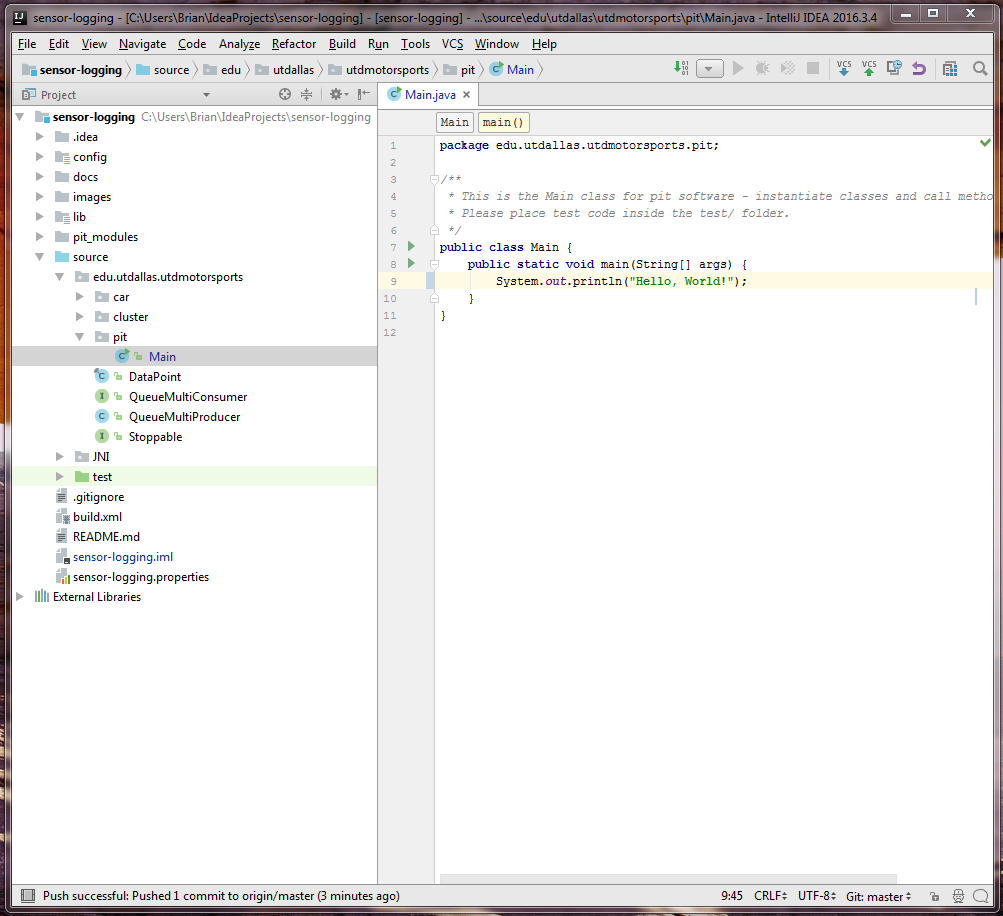 sensor-logging - [C:\Users\Brian\IdeaProjects\sensor-logging] - [sensor-logging] - ...\source\edu\utdallas\utdmotorsports\pit\Main.java - IntelliJ IDEA 2016.3.4
File Edit View Navigate Code Analyze Refactor Build Run Tools VCS Window Help
sensor-logging source edu utdallas utdmotorsports pit Main VCS VCS
Project Main.java
sensor-logging C:\Users\Brian\IdeaProjects\sensor-logging
.idea
config
docs
images
lib
pit_modules
source
edu.utdallas.utdmotorsports
car
cluster
pit
Main
DataPoint
QueueMultiConsumer
QueueMultiProducer
Stoppable
JNI
test
.gitignore
build.xml
README.md
sensor-logging.iml
sensor-logging.properties
External Libraries
Main main()
1 package edu.utdallas.utdmotorsports.pit;
2
3 /**
4 * This is the Main class for pit software - instantiate classes and call metho
5 * Please place test code inside the test/ folder.
6 */
7 public class Main {
8 public static void main(String[] args) {
9 System.out.println("Hello, World!");
10 }
11 }
12
Push successful: Pushed 1 commit to origin/master (3 minutes ago) 9:45 CRLF UTF-8 Git: master